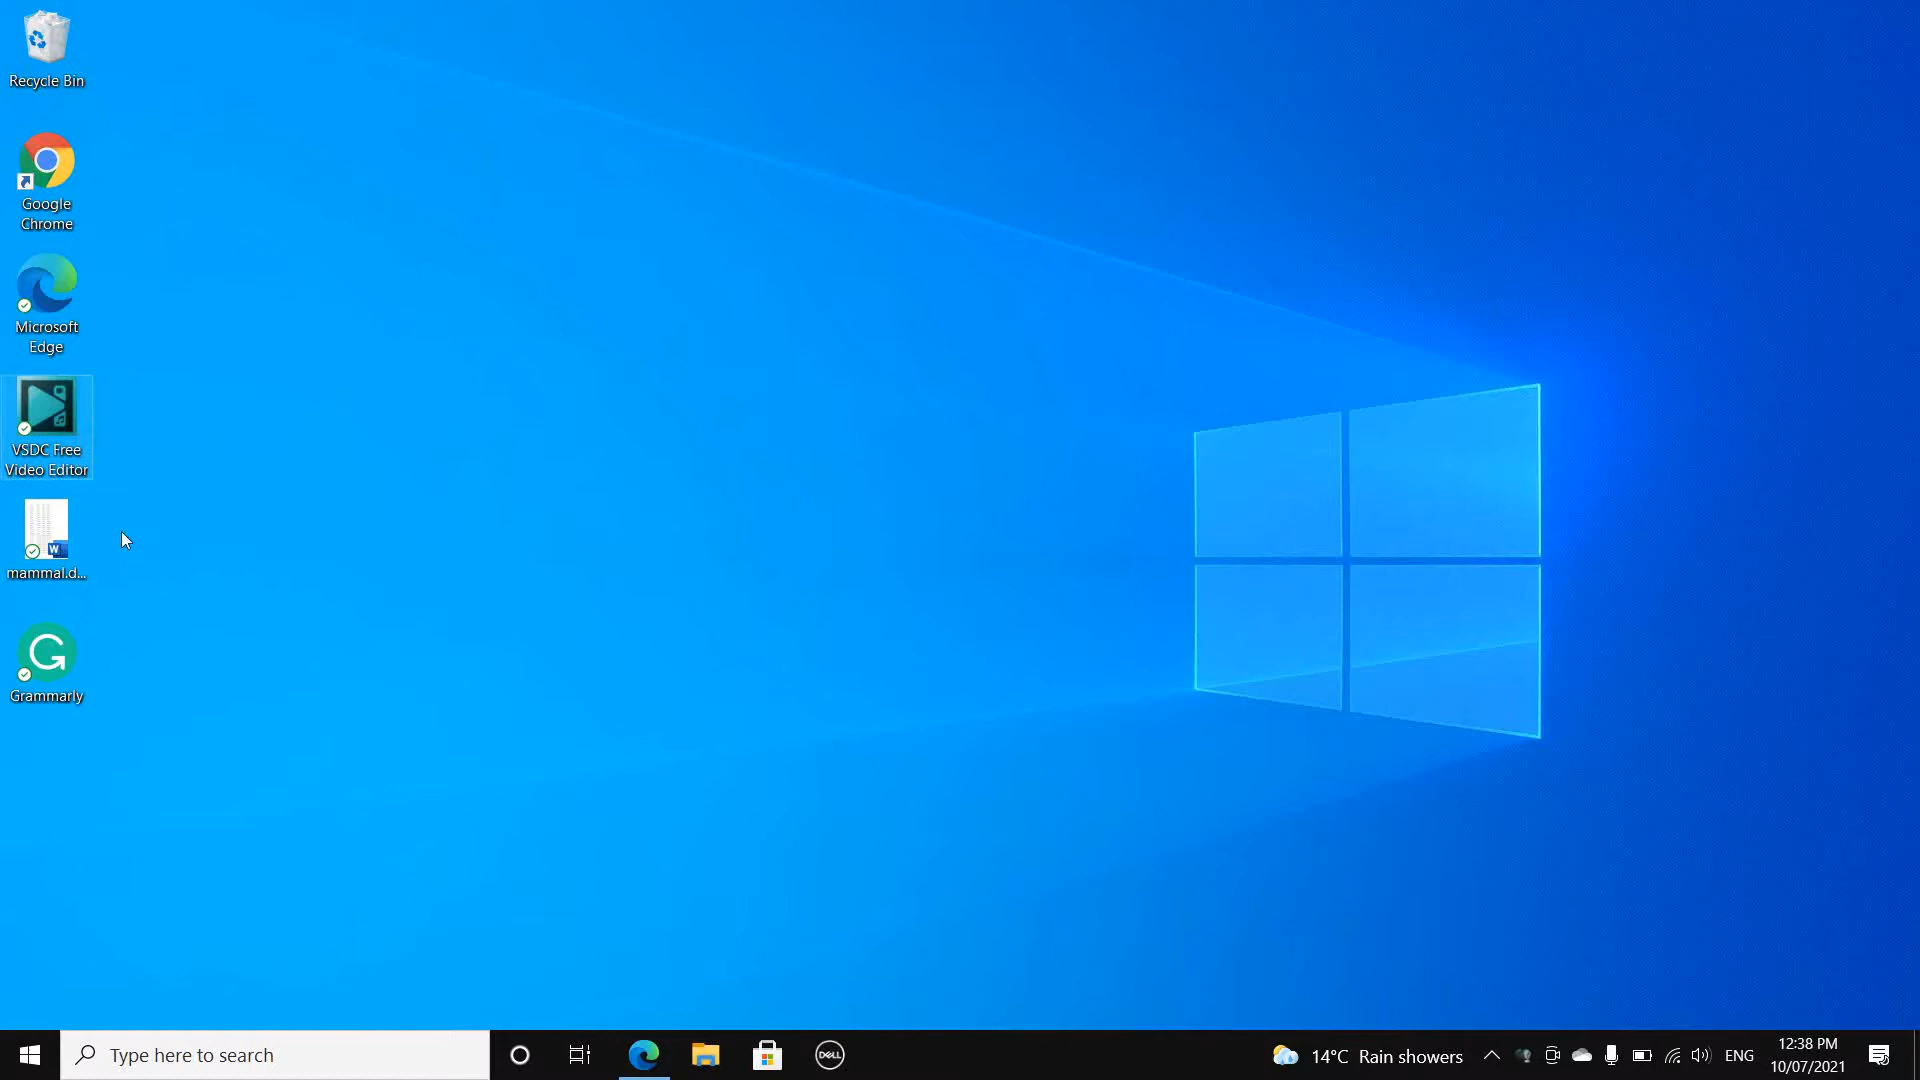 Recycle Bin
Google
Chrome
Microsoft
Edge
VSDC Free
Video Editor
W
mammal.d...
G
Grammarly
Type here to search
DELL
14°C Rain showers
ENG
12:38 PM
10/07/2021